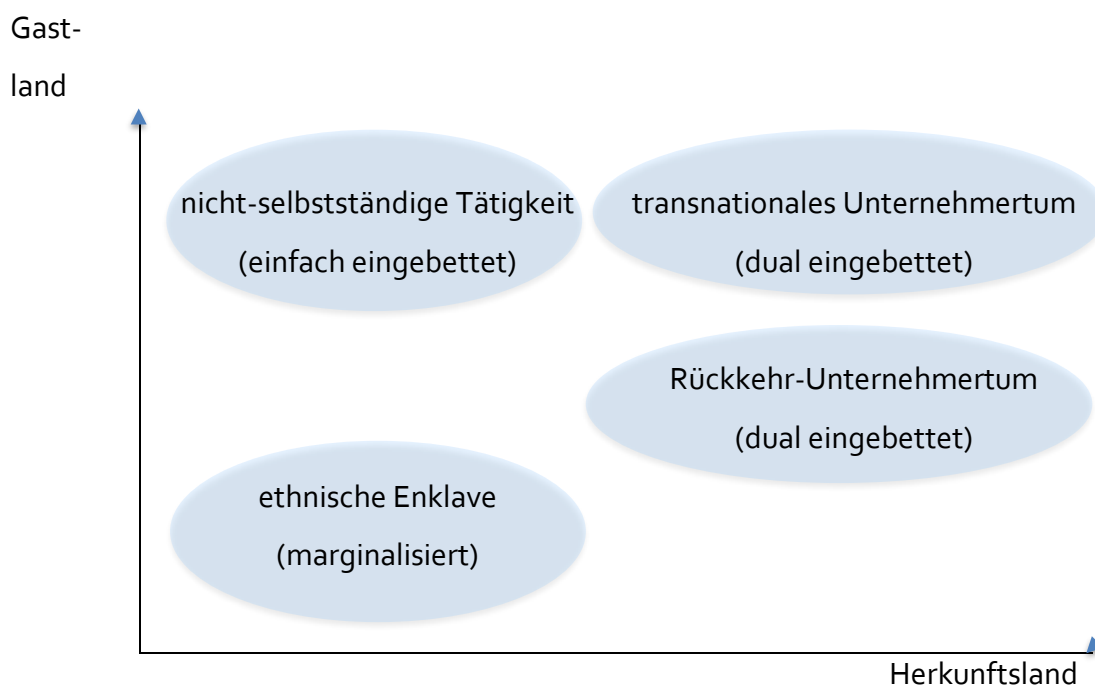 Gast-
land
nicht-selbstständige Tätigkeit
(einfach eingebettet)
transnationales Unternehmertum
(dual eingebettet)
Rückkehr-Unternehmertum
(dual eingebettet)
ethnische Enklave
(marginalisiert)
Herkunftsland